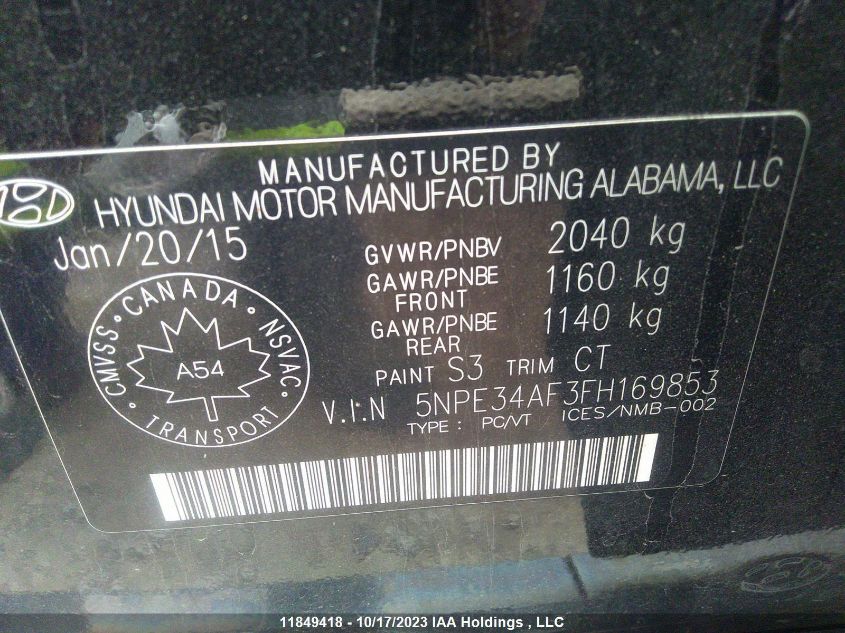 MANUFACTURED BY
HYUNDAI MOTOR MANUFACTURING ALABAMA, LLC
Jan/20/15
GVWR/PNBV 2040 kg
GAWR/PNBE FRONT 1160 kg
GAWR/PNBE REAR 1140 kg
PAINT S3 TRIM CT
V.I.N 5NPE34AF3FH169853
TYPE: PC/VT ICES/NMB-002
CMVSS · CANADA · NSVAC · TRANSPORT
A54
11849418 - 10/17/2023 IAA Holdings , LLC